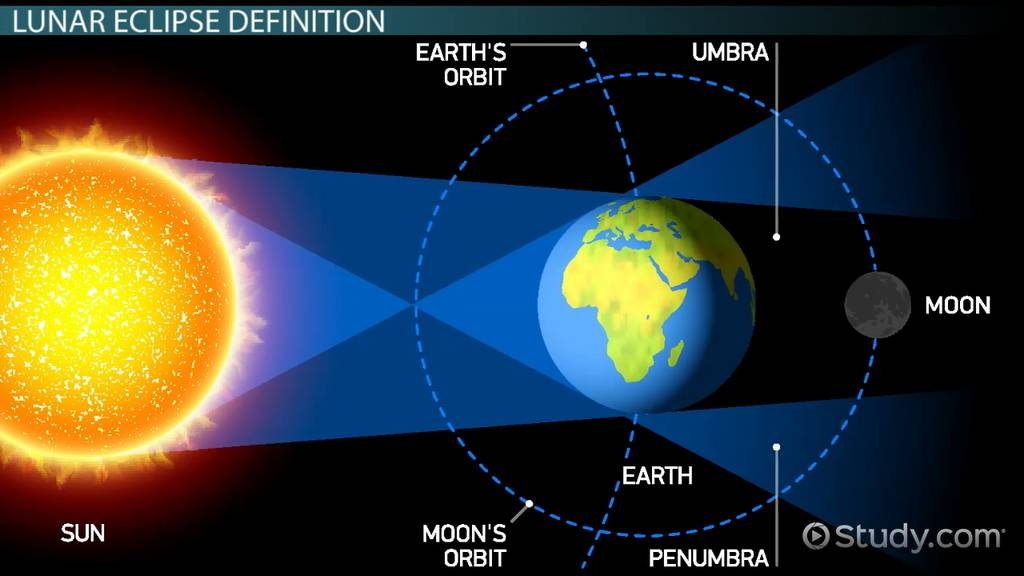 LUNAR ECLIPSE DEFINITION
EARTH'S
ORBIT
UMBRA
MOON
EARTH
SUN
MOON'S
ORBIT
PENUMBRA
Study.com